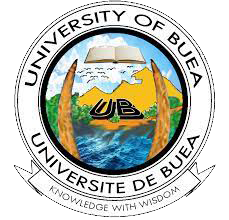 UNIVERSITY OF BUEA
UB
UNIVERSITE DE BUEA
KNOWLEDGE WITH WISDOM